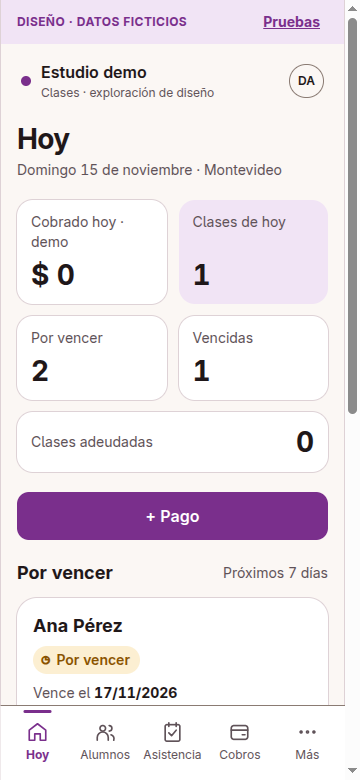 DISEÑO · DATOS FICTICIOS
Pruebas
Estudio demo
Clases · exploración de diseño
DA
Hoy
Domingo 15 de noviembre · Montevideo
Cobrado hoy ·
demo
$ 0
Clases de hoy
1
Por vencer
2
Vencidas
1
Clases adeudadas
0
+ Pago
Por vencer
Próximos 7 días
Ana Pérez
Por vencer
Vence el 17/11/2026
Hoy
Alumnos
Asistencia
Cobros
Más